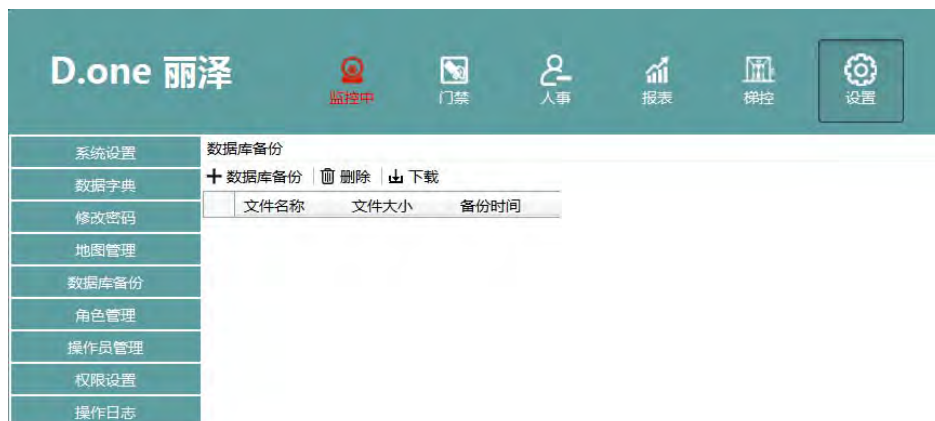 D.one 丽泽
监控中 门禁 人事 报表 梯控 设置
系统设置
数据字典
修改密码
地图管理
数据库备份
角色管理
操作员管理
权限设置
操作日志
数据库备份
数据库备份 删除 下载
文件名称 文件大小 备份时间